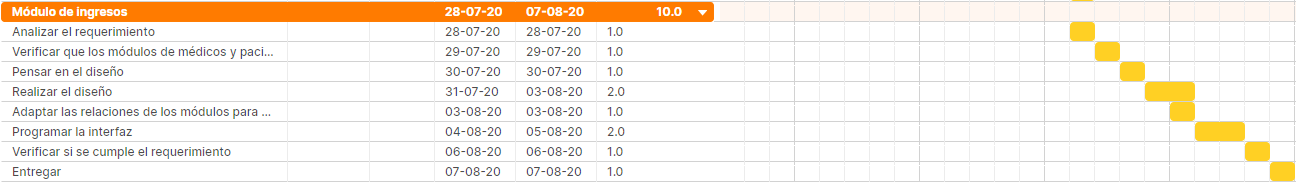 Módulo de ingresos 28-07-20 07-08-20 10.0
Analizar el requerimiento 28-07-20 28-07-20 1.0
Verificar que los módulos de médicos y paci... 29-07-20 29-07-20 1.0
Pensar en el diseño 30-07-20 30-07-20 1.0
Realizar el diseño 31-07-20 03-08-20 2.0
Adaptar las relaciones de los módulos para ... 03-08-20 03-08-20 1.0
Programar la interfaz 04-08-20 05-08-20 2.0
Verificar si se cumple el requerimiento 06-08-20 06-08-20 1.0
Entregar 07-08-20 07-08-20 1.0